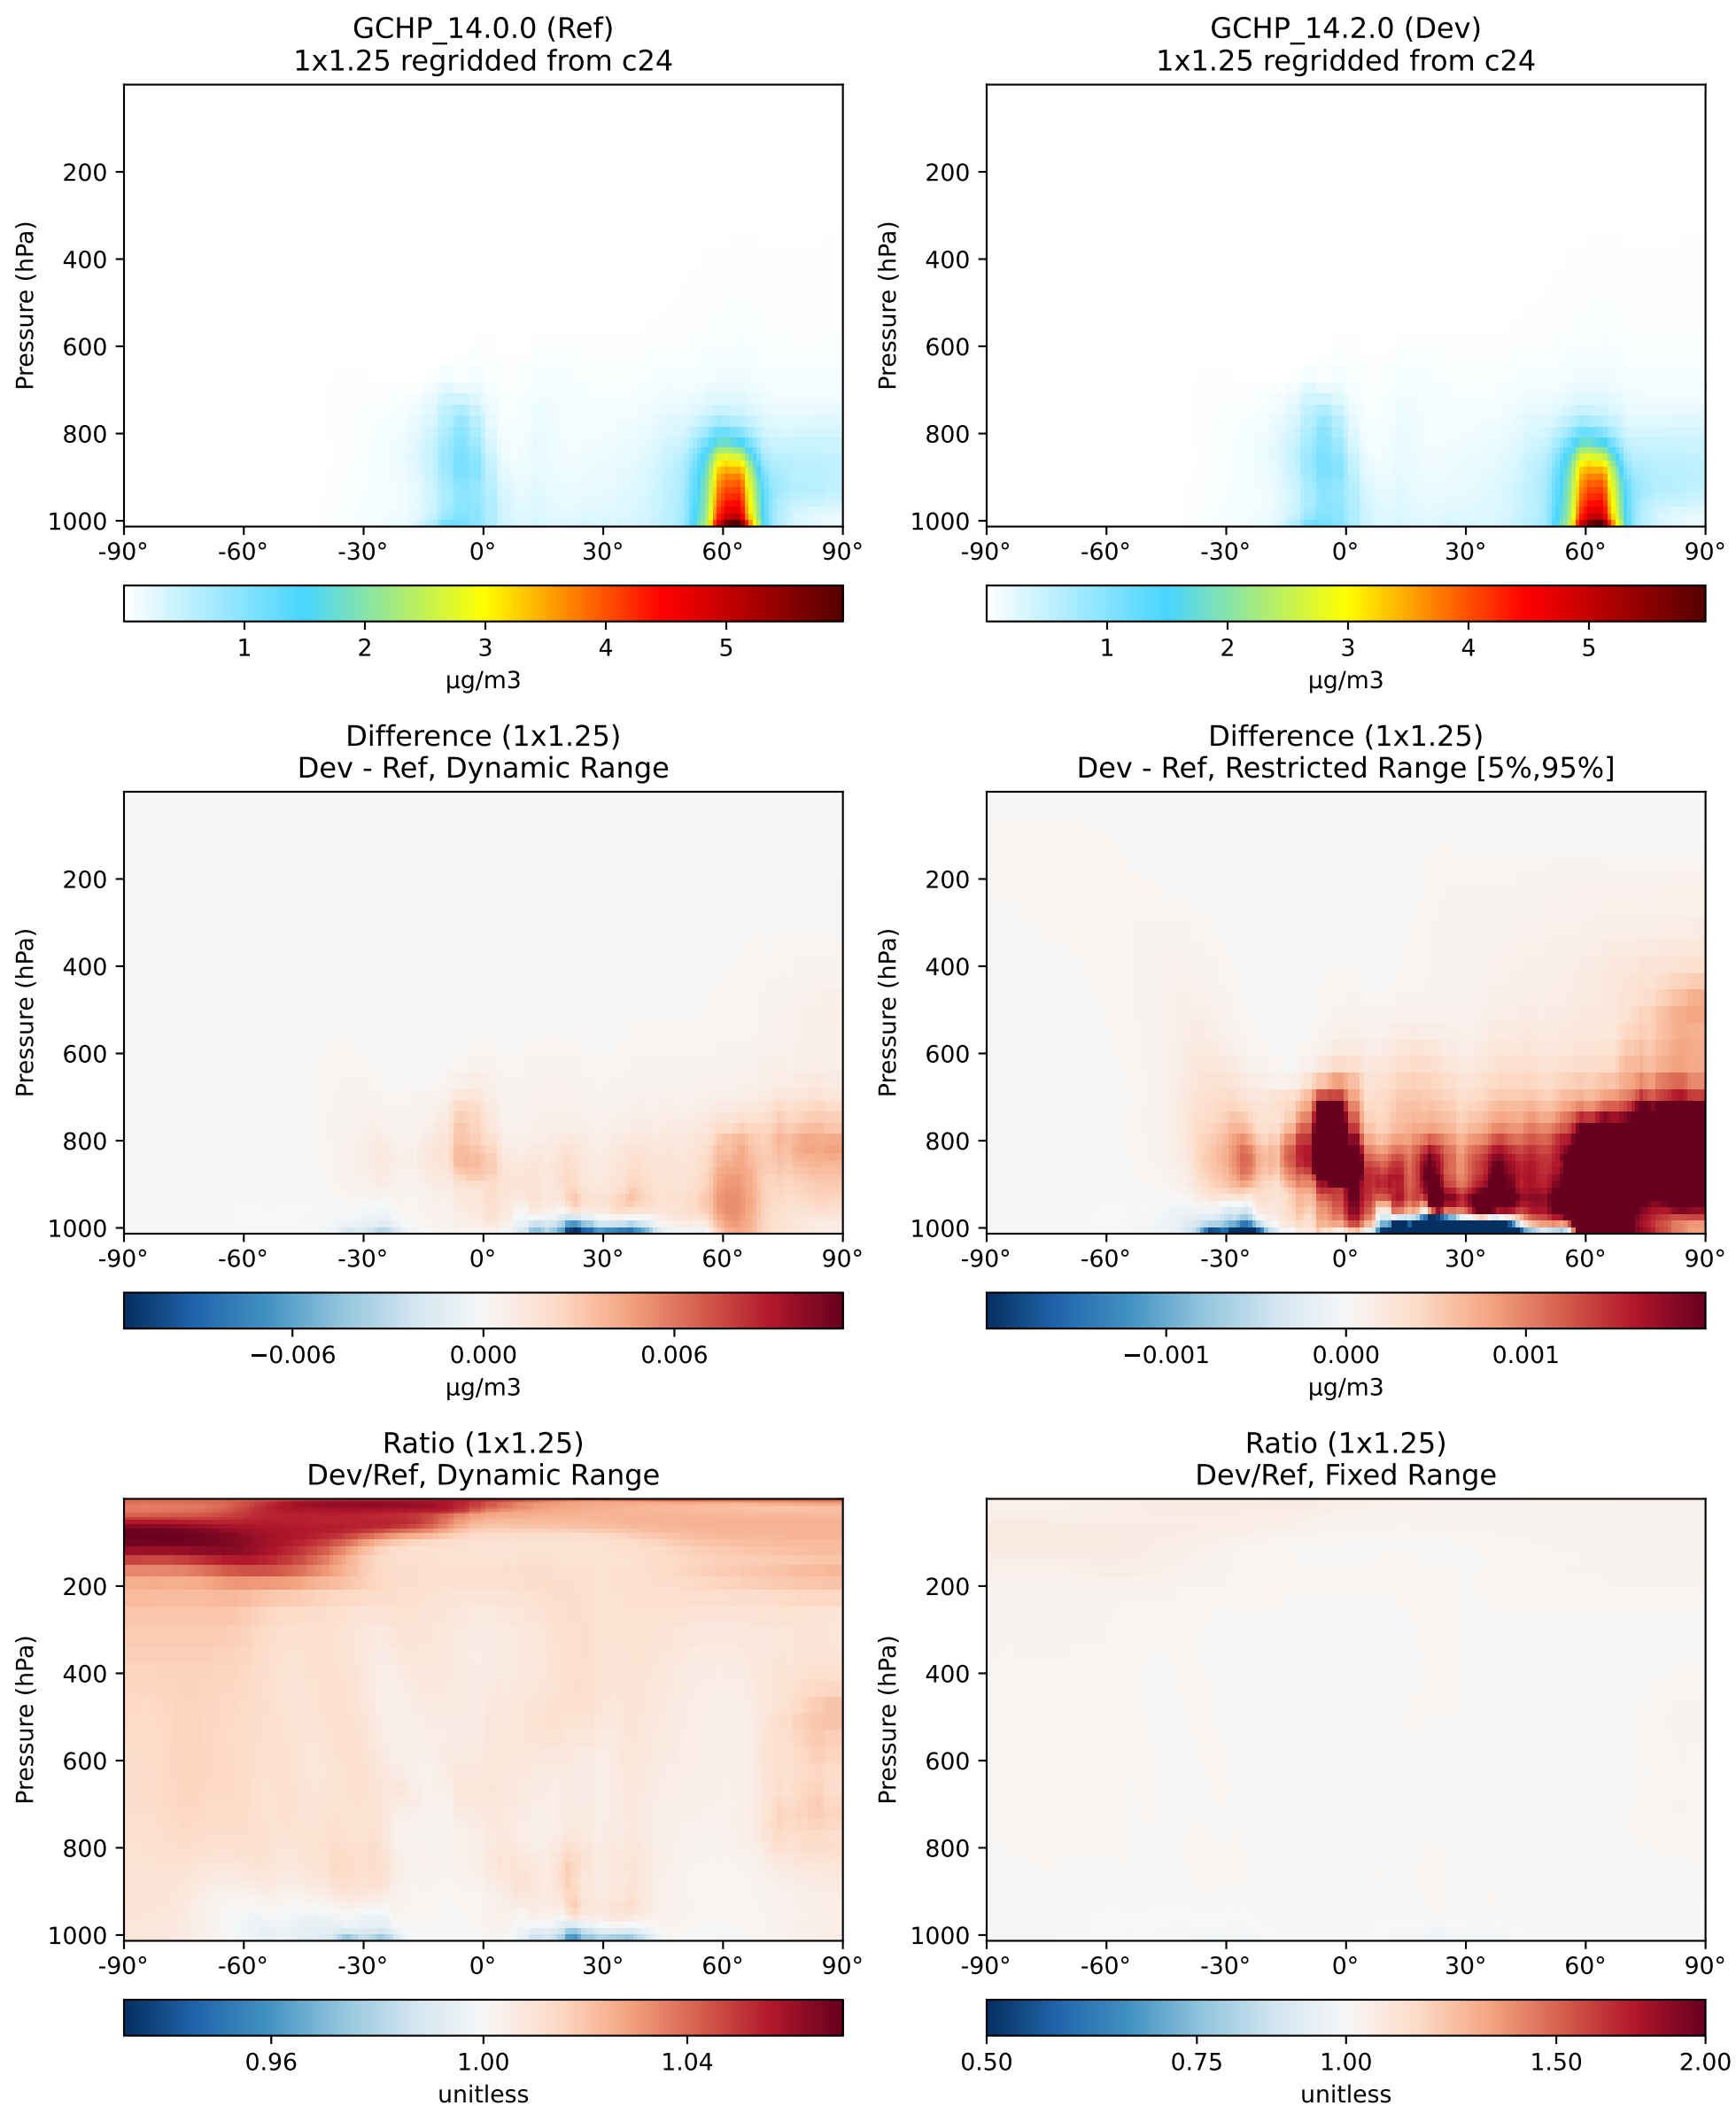 GCHP_14.0.0 (Ref)
1x1.25 regridded from c24
Pressure (hPa)
200
400
600
800
1000
-90° -60° -30° 0° 30° 60° 90°
1 2 3 4 5
µg/m3
GCHP_14.2.0 (Dev)
1x1.25 regridded from c24
Pressure (hPa)
200
400
600
800
1000
-90° -60° -30° 0° 30° 60° 90°
1 2 3 4 5
µg/m3
Difference (1x1.25)
Dev - Ref, Dynamic Range
Pressure (hPa)
200
400
600
800
1000
-90° -60° -30° 0° 30° 60° 90°
−0.006 0.000 0.006
µg/m3
Difference (1x1.25)
Dev - Ref, Restricted Range [5%,95%]
Pressure (hPa)
200
400
600
800
1000
-90° -60° -30° 0° 30° 60° 90°
−0.001 0.000 0.001
µg/m3
Ratio (1x1.25)
Dev/Ref, Dynamic Range
Pressure (hPa)
200
400
600
800
1000
-90° -60° -30° 0° 30° 60° 90°
0.96 1.00 1.04
unitless
Ratio (1x1.25)
Dev/Ref, Fixed Range
Pressure (hPa)
200
400
600
800
1000
-90° -60° -30° 0° 30° 60° 90°
0.50 0.75 1.00 1.50 2.00
unitless